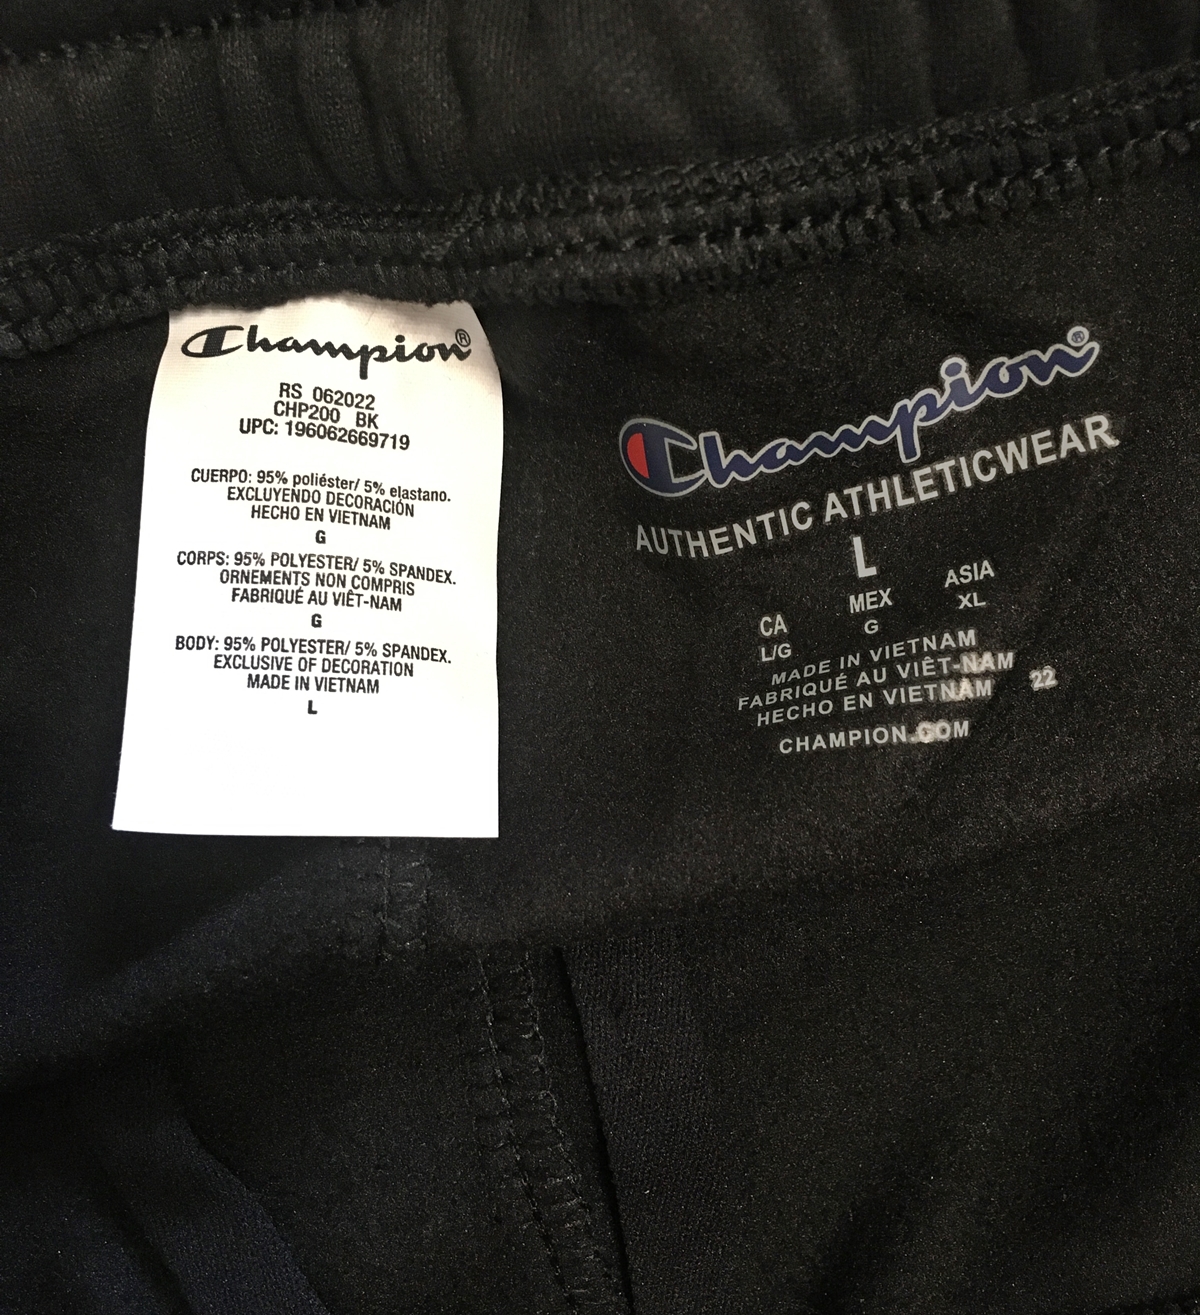 Champion®
RS 062022
CHP200 BK
UPC: 196062669719
CUERPO: 95% poliéster/ 5% elastano.
EXCLUYENDO DECORACIÓN
HECHO EN VIETNAM
G
CORPS: 95% POLYESTER/ 5% SPANDEX.
ORNEMENTS NON COMPRIS
FABRIQUÉ AU VIÊT-NAM
G
BODY: 95% POLYESTER/ 5% SPANDEX.
EXCLUSIVE OF DECORATION
MADE IN VIETNAM
L
Champion®
AUTHENTIC ATHLETICWEAR
L
CA MEX ASIA
L/G G XL
MADE IN VIETNAM
FABRIQUÉ AU VIÊT-NAM
HECHO EN VIETNAM 22
CHAMPION.COM